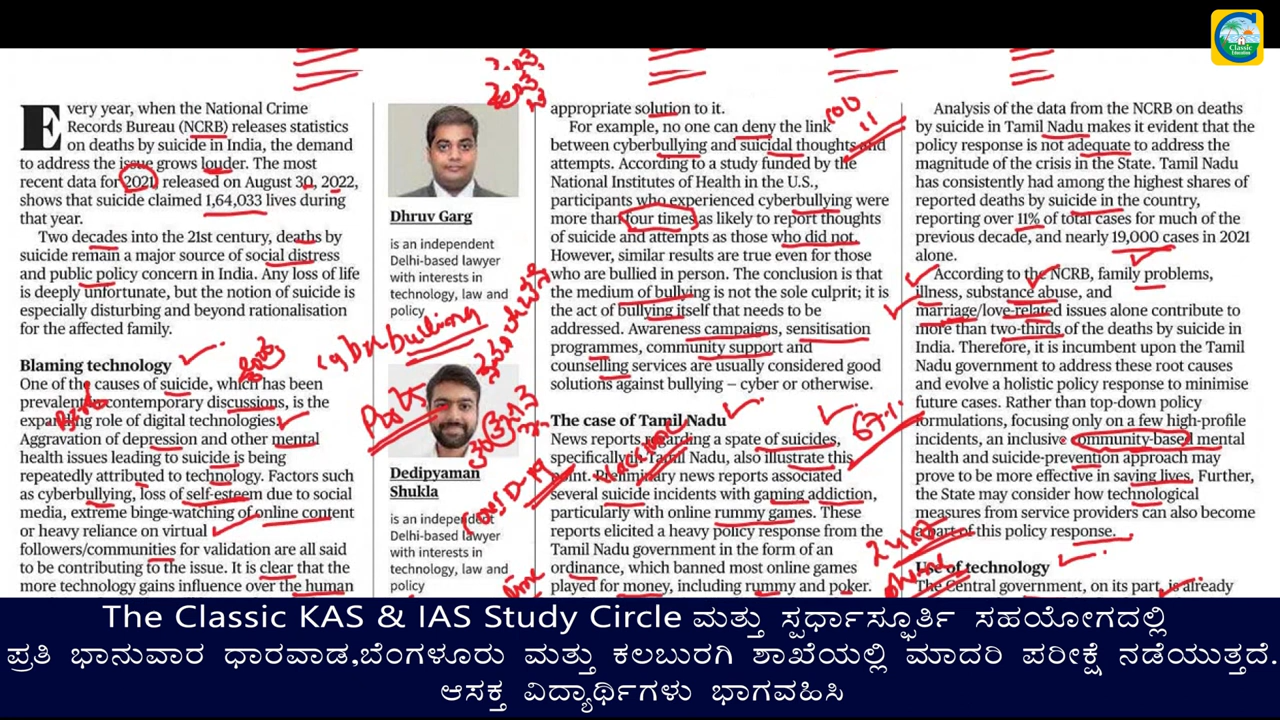 Classic
Education
Every year, when the National Crime
Records Bureau (NCRB) releases statistics
on deaths by suicide in India, the demand
to address the issue grows louder. The most
recent data for 2021, released on August 30, 2022,
shows that suicide claimed 1,64,033 lives during
that year.
Two decades into the 21st century, deaths by
suicide remain a major source of social distress
and public policy concern in India. Any loss of life
is deeply unfortunate, but the notion of suicide is
especially disturbing and beyond rationalisation
for the affected family.
Blaming technology
One of the causes of suicide, which has been
prevalent in contemporary discussions, is the
expanding role of digital technologies.
Aggravation of depression and other mental
health issues leading to suicide is being
repeatedly attributed to technology. Factors such
as cyberbullying, loss of self-esteem due to social
media, extreme binge-watching of online content
or heavy reliance on virtual
followers/communities for validation are all said
to be contributing to the issue. It is clear that the
more technology gains influence over the human
Dhruv Garg
is an independent
Delhi-based lawyer
with interests in
technology, law and
policy
cyberbulling
Posts
Dedipyaman
Shukla
is an independent
Delhi-based lawyer
with interests in
technology, law and
policy
appropriate solution to it.
For example, no one can deny the link
between cyberbullying and suicidal thoughts and
attempts. According to a study funded by the
National Institutes of Health in the U.S.,
participants who experienced cyberbullying were
more than four times as likely to report thoughts
of suicide and attempts as those who did not.
However, similar results are true even for those
who are bullied in person. The conclusion is that
the medium of bullying is not the sole culprit; it is
the act of bullying itself that needs to be
addressed. Awareness campaigns, sensitisation
programmes, community support and
counselling services are usually considered good
solutions against bullying – cyber or otherwise.
The case of Tamil Nadu
News reports regarding a spate of suicides,
specifically in Tamil Nadu, also illustrate this
point. Preliminary news reports associated
several suicide incidents with gaming addiction,
particularly with online rummy games. These
reports elicited a heavy policy response from the
Tamil Nadu government in the form of an
ordinance, which banned most online games
played for money, including rummy and poker.
67%
24x7
Analysis of the data from the NCRB on deaths
by suicide in Tamil Nadu makes it evident that the
policy response is not adequate to address the
magnitude of the crisis in the State. Tamil Nadu
has consistently had among the highest shares of
reported deaths by suicide in the country,
reporting over 11% of total cases for much of the
previous decade, and nearly 19,000 cases in 2021
alone.
According to the NCRB, family problems,
illness, substance abuse, and
marriage/love-related issues alone contribute to
more than two-thirds of the deaths by suicide in
India. Therefore, it is incumbent upon the Tamil
Nadu government to address these root causes
and evolve a holistic policy response to minimise
future cases. Rather than top-down policy
formulations, focusing only on a few high-profile
incidents, an inclusive community-based mental
health and suicide-prevention approach may
prove to be more effective in saving lives. Further,
the State may consider how technological
measures from service providers can also become
a part of this policy response.
Use of technology
The Central government, on its part, is already
The Classic KAS & IAS Study Circle ಮತ್ತು ಸ್ಪರ್ಧಾಸ್ಫೂರ್ತಿ ಸಹಯೋಗದಲ್ಲಿ
ಪ್ರತಿ ಭಾನುವಾರ ಧಾರವಾಡ,ಬೆಂಗಳೂರು ಮತ್ತು ಕಲಬುರಗಿ ಶಾಖೆಯಲ್ಲಿ ಮಾದರಿ ಪರೀಕ್ಷೆ ನಡೆಯುತ್ತದೆ.
ಆಸಕ್ತ ವಿದ್ಯಾರ್ಥಿಗಳು ಭಾಗವಹಿಸಿ